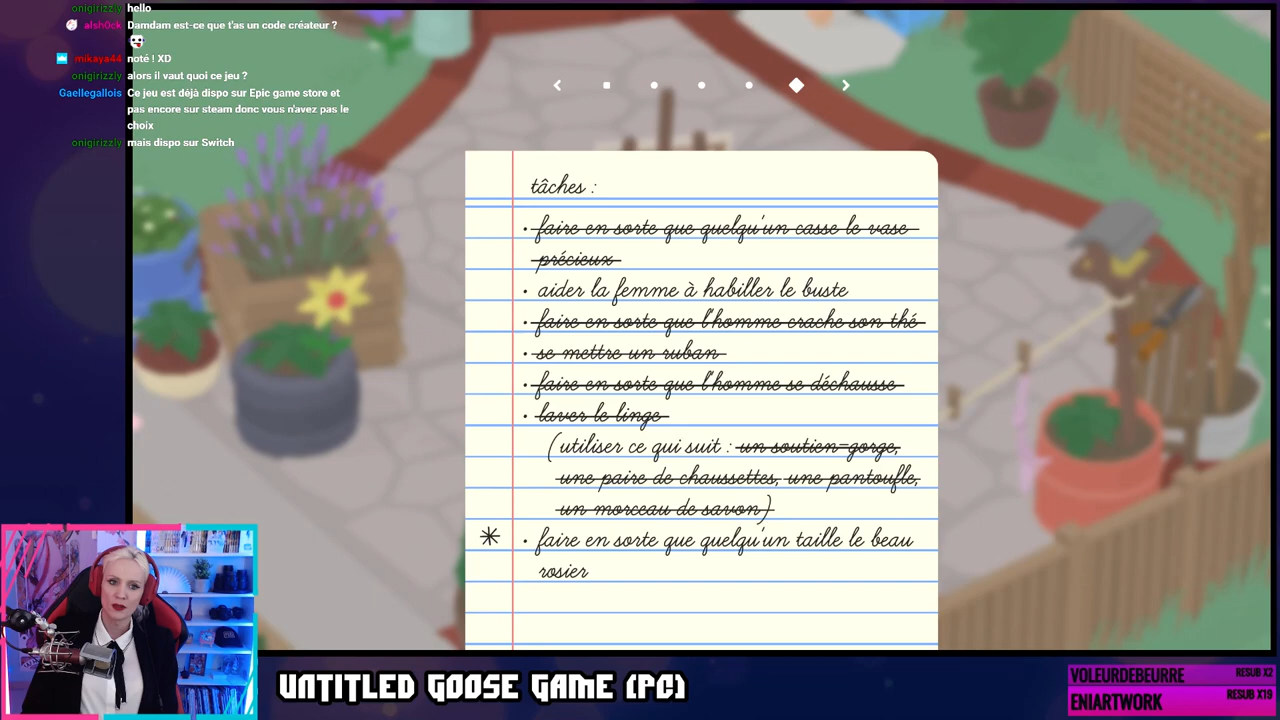 onigirizzly hello
alsh0ck Damdam est-ce que t'as un code créateur ?
mikaya44 noté ! XD
onigirizzly alors il vaut quoi ce jeu ?
Gaellegallois Ce jeu est déjà dispo sur Epic game store et
pas encore sur steam donc vous n'avez pas le
choix
onigirizzly mais dispo sur Switch
tâches :
• faire en sorte que quelqu'un casse le vase
précieux
• aider la femme à habiller le buste
• faire en sorte que l'homme crache son thé
• se mettre un ruban
• faire en sorte que l'homme se déchausse
• laver le linge
(utiliser ce qui suit : un soutien-gorge,
une paire de chaussettes, une pantoufle,
un morceau de savon)
• faire en sorte que quelqu'un taille le beau
rosier
UNTITLED GOOSE GAME (PC)
VOLEURDEBEURRE RESUB X2
ENIARTWORK RESUB X19